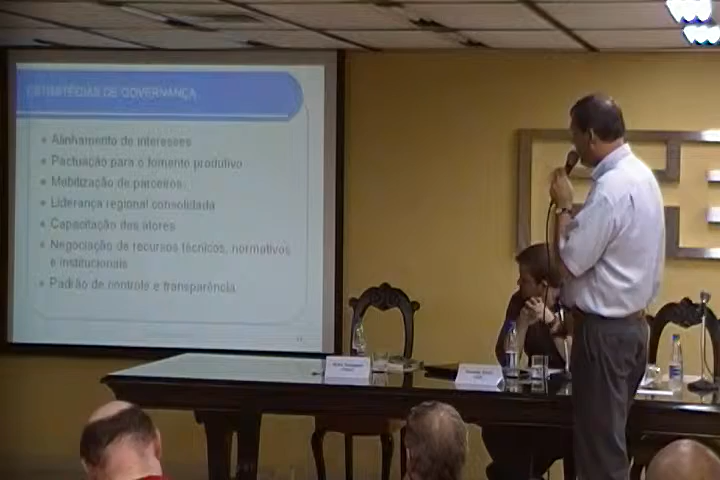 ESTRATÉGIAS DE GOVERNANÇA
Alinhamento de interesses
Pactuação para o fomento produtivo
Mobilização de parceiros
Liderança regional consolidada
Capacitação dos atores
Negociação de recursos técnicos, normativos
e institucionais
Padrão de controle e transparência